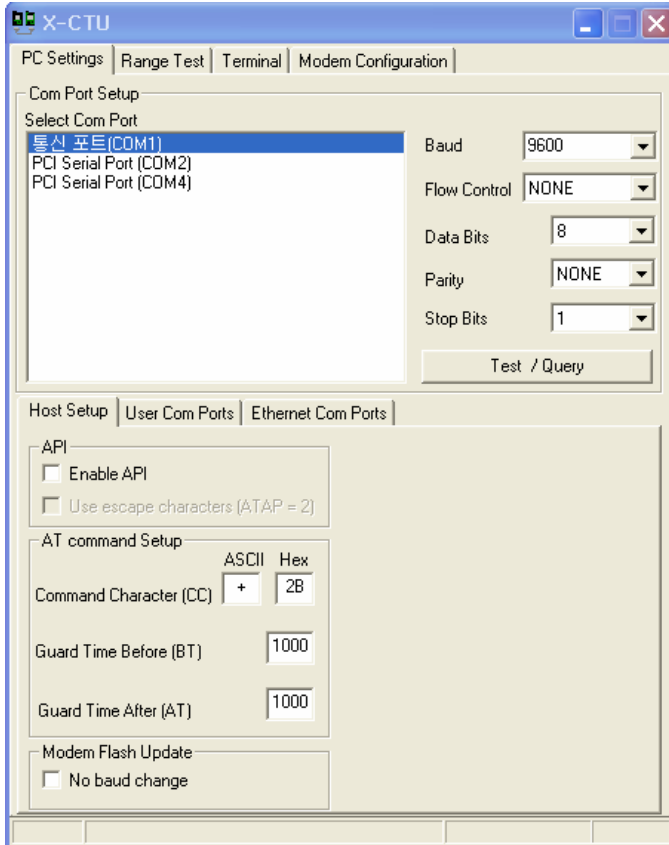 X-CTU
PC Settings Range Test Terminal Modem Configuration
Com Port Setup
Select Com Port
통신 포트(COM1)
PCI Serial Port (COM2)
PCI Serial Port (COM4)
Baud 9600
Flow Control NONE
Data Bits 8
Parity NONE
Stop Bits 1
Test / Query
Host Setup User Com Ports Ethernet Com Ports
API
Enable API
Use escape characters (ATAP = 2)
AT command Setup
ASCII Hex
Command Character (CC) + 2B
Guard Time Before (BT) 1000
Guard Time After (AT) 1000
Modem Flash Update
No baud change